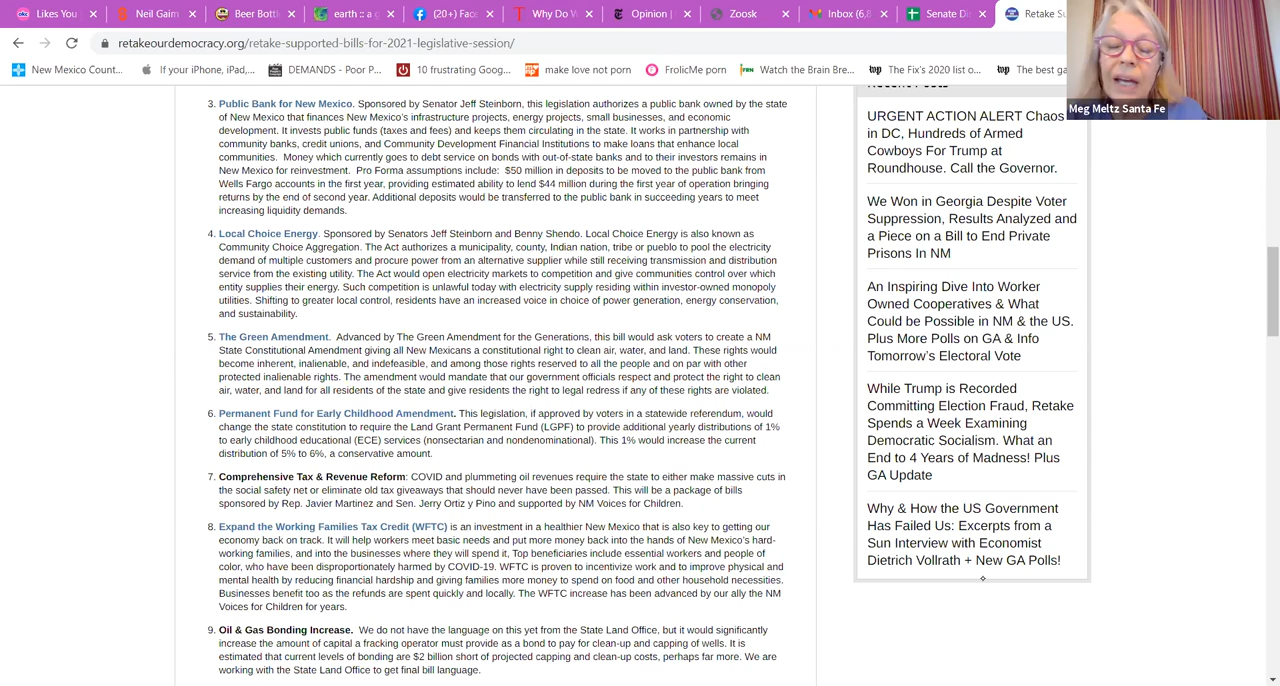 Likes You
Neil Gaim
Beer Bottl
earth :: a g
(20+) Fac
Why Do W
Opinion |
Zoosk
Inbox (6,8
Senate Di
Retake Su
retakeourdemocracy.org/retake-supported-bills-for-2021-legislative-session/
New Mexico Count...
If your iPhone, iPad,...
DEMANDS - Poor P...
10 frustrating Goog...
make love not porn
FrolicMe porn
Watch the Brain Bre...
The Fix's 2020 list o...
The best ga
Meg Meltz Santa Fe
3. Public Bank for New Mexico. Sponsored by Senator Jeff Steinborn, this legislation authorizes a public bank owned by the state
of New Mexico that finances New Mexico's infrastructure projects, energy projects, small businesses, and economic
development. It invests public funds (taxes and fees) and keeps them circulating in the state. It works in partnership with
community banks, credit unions, and Community Development Financial Institutions to make loans that enhance local
communities. Money which currently goes to debt service on bonds with out-of-state banks and to their investors remains in
New Mexico for reinvestment. Pro Forma assumptions include: $50 million in deposits to be moved to the public bank from
Wells Fargo accounts in the first year, providing estimated ability to lend $44 million during the first year of operation bringing
returns by the end of second year. Additional deposits would be transferred to the public bank in succeeding years to meet
increasing liquidity demands.
4. Local Choice Energy. Sponsored by Senators Jeff Steinborn and Benny Shendo. Local Choice Energy is also known as
Community Choice Aggregation. The Act authorizes a municipality, county, Indian nation, tribe or pueblo to pool the electricity
demand of multiple customers and procure power from an alternative supplier while still receiving transmission and distribution
service from the existing utility. The Act would open electricity markets to competition and give communities control over which
entity supplies their energy. Such competition is unlawful today with electricity supply residing within investor-owned monopoly
utilities. Shifting to greater local control, residents have an increased voice in choice of power generation, energy conservation,
and sustainability.
5. The Green Amendment. Advanced by The Green Amendment for the Generations, this bill would ask voters to create a NM
State Constitutional Amendment giving all New Mexicans a constitutional right to clean air, water, and land. These rights would
become inherent, inalienable, and indefeasible, and among those rights reserved to all the people and on par with other
protected inalienable rights. The amendment would mandate that our government officials respect and protect the right to clean
air, water, and land for all residents of the state and give residents the right to legal redress if any of these rights are violated.
6. Permanent Fund for Early Childhood Amendment. This legislation, if approved by voters in a statewide referendum, would
change the state constitution to require the Land Grant Permanent Fund (LGPF) to provide additional yearly distributions of 1%
to early childhood educational (ECE) services (nonsectarian and nondenominational). This 1% would increase the current
distribution of 5% to 6%, a conservative amount.
7. Comprehensive Tax & Revenue Reform: COVID and plummeting oil revenues require the state to either make massive cuts in
the social safety net or eliminate old tax giveaways that should never have been passed. This will be a package of bills
sponsored by Rep. Javier Martinez and Sen. Jerry Ortiz y Pino and supported by NM Voices for Children.
8. Expand the Working Families Tax Credit (WFTC) is an investment in a healthier New Mexico that is also key to getting our
economy back on track. It will help workers meet basic needs and put more money back into the hands of New Mexico's hard-
working families, and into the businesses where they will spend it, Top beneficiaries include essential workers and people of
color, who have been disproportionately harmed by COVID-19. WFTC is proven to incentivize work and to improve physical and
mental health by reducing financial hardship and giving families more money to spend on food and other household necessities.
Businesses benefit too as the refunds are spent quickly and locally. The WFTC increase has been advanced by our ally the NM
Voices for Children for years.
9. Oil & Gas Bonding Increase. We do not have the language on this yet from the State Land Office, but it would significantly
increase the amount of capital a fracking operator must provide as a bond to pay for clean-up and capping of wells. It is
estimated that current levels of bonding are $2 billion short of projected capping and clean-up costs, perhaps far more. We are
working with the State Land Office to get final bill language.
Recent Posts
URGENT ACTION ALERT Chaos
in DC, Hundreds of Armed
Cowboys For Trump at
Roundhouse. Call the Governor.
We Won in Georgia Despite Voter
Suppression, Results Analyzed and
a Piece on a Bill to End Private
Prisons In NM
An Inspiring Dive Into Worker
Owned Cooperatives & What
Could be Possible in NM & the US.
Plus More Polls on GA & Info
Tomorrow's Electoral Vote
While Trump is Recorded
Committing Election Fraud, Retake
Spends a Week Examining
Democratic Socialism. What an
End to 4 Years of Madness! Plus
GA Update
Why & How the US Government
Has Failed Us: Excerpts from a
Sun Interview with Economist
Dietrich Vollrath + New GA Polls!